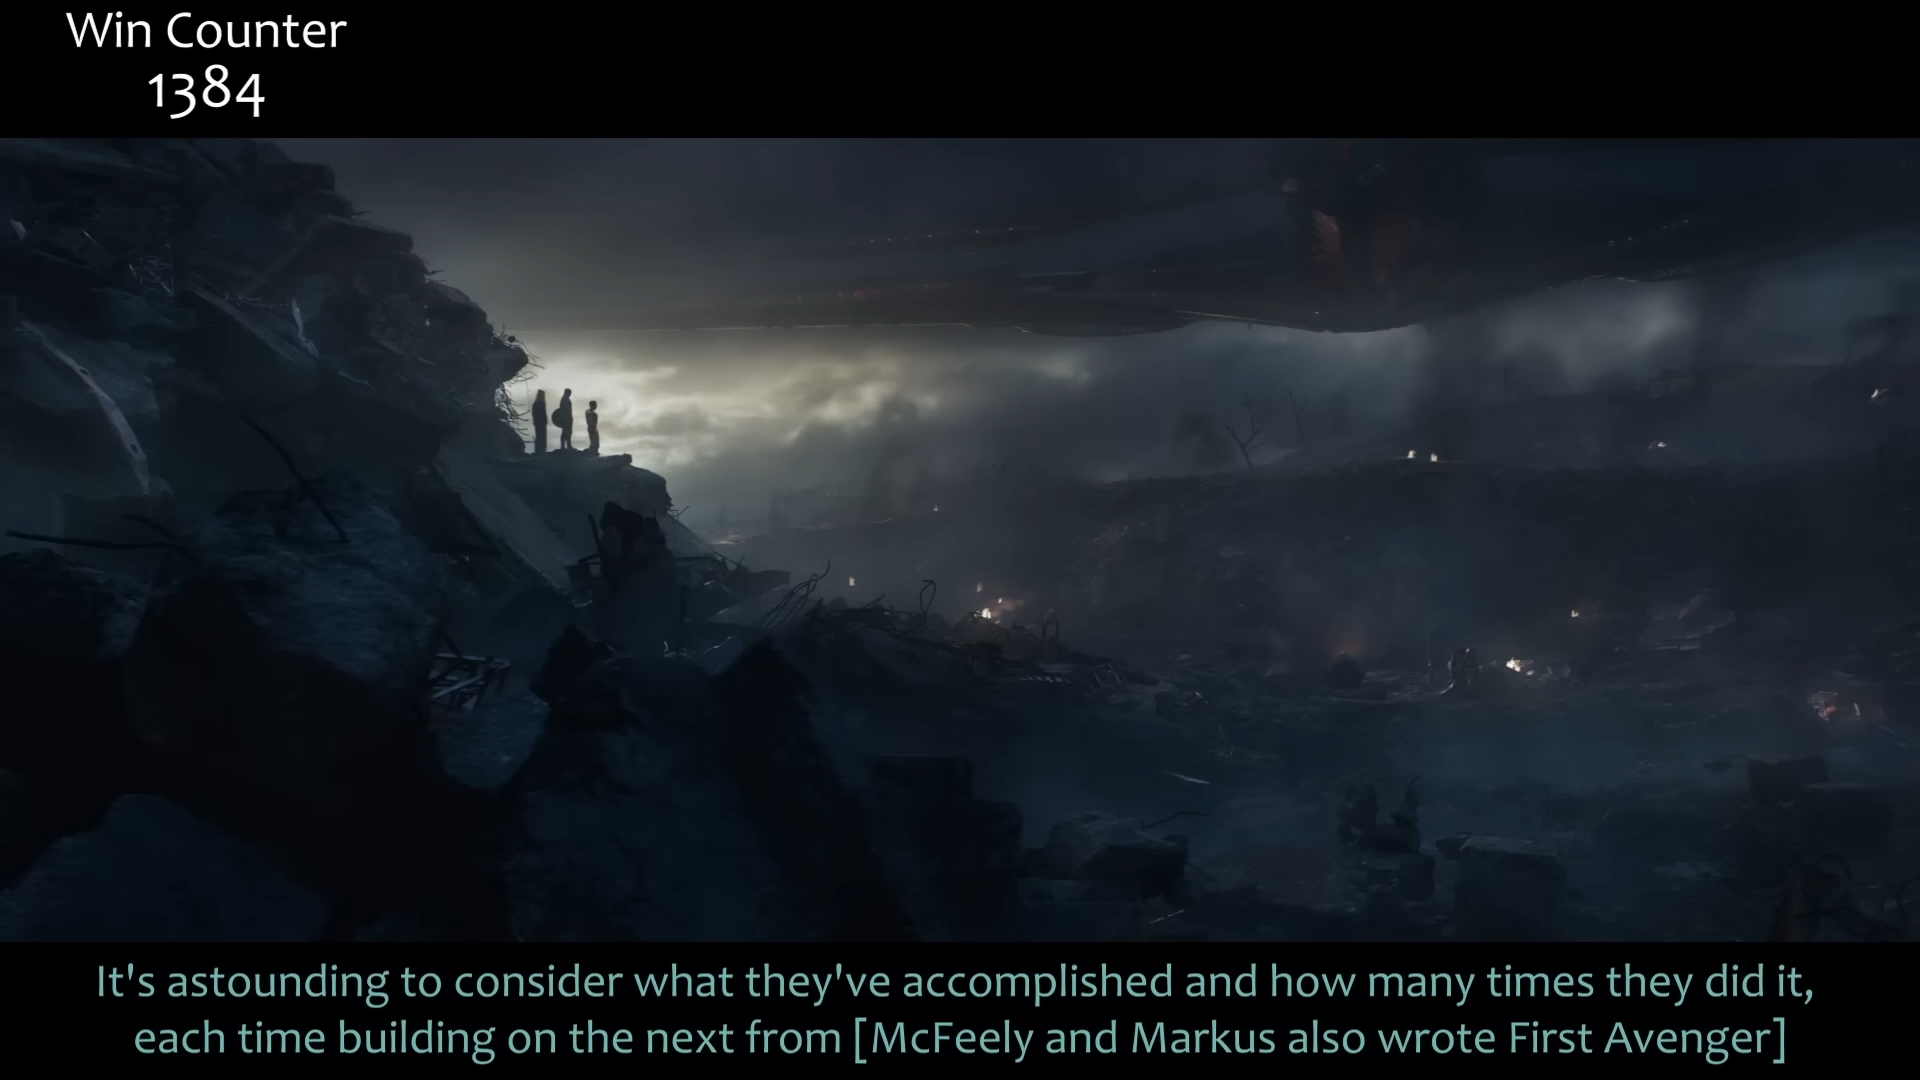 Win Counter
1384
It's astounding to consider what they've accomplished and how many times they did it,
each time building on the next from [McFeely and Markus also wrote First Avenger]